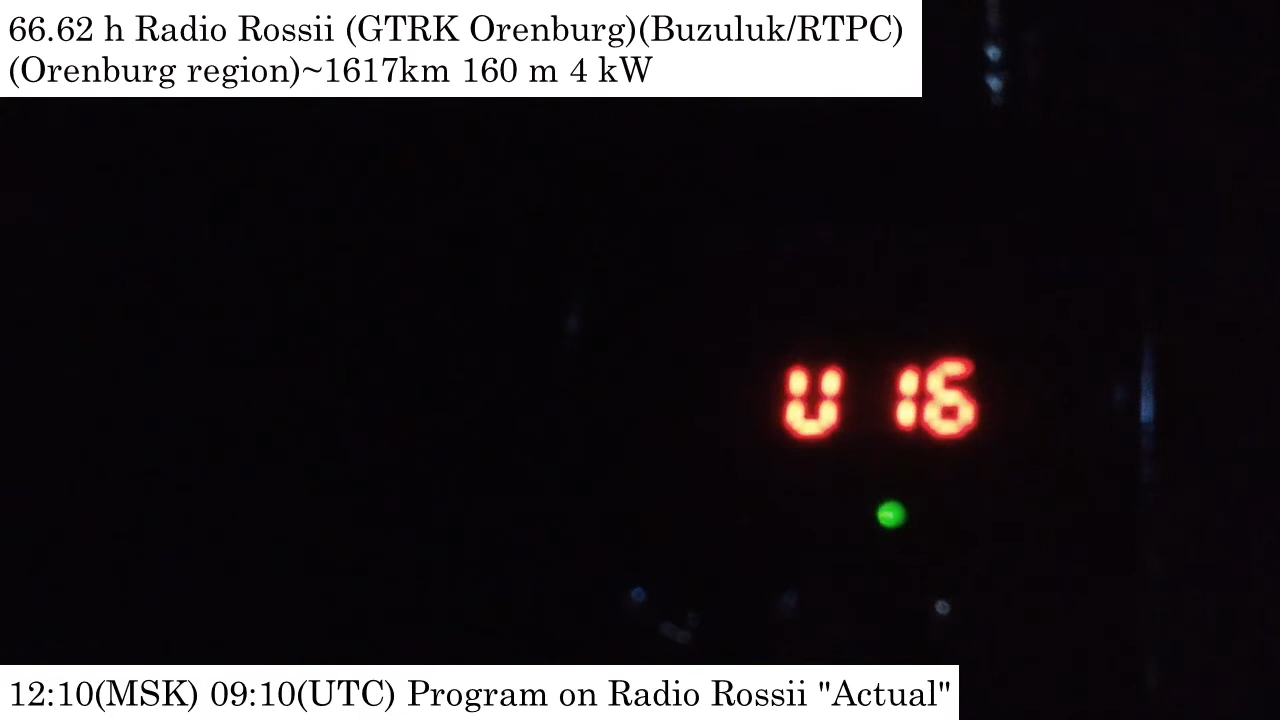 66.62 h Radio Rossii (GTRK Orenburg)(Buzuluk/RTPC)
(Orenburg region)~1617km 160 m 4 kW
U 16
12:10(MSK) 09:10(UTC) Program on Radio Rossii "Actual"